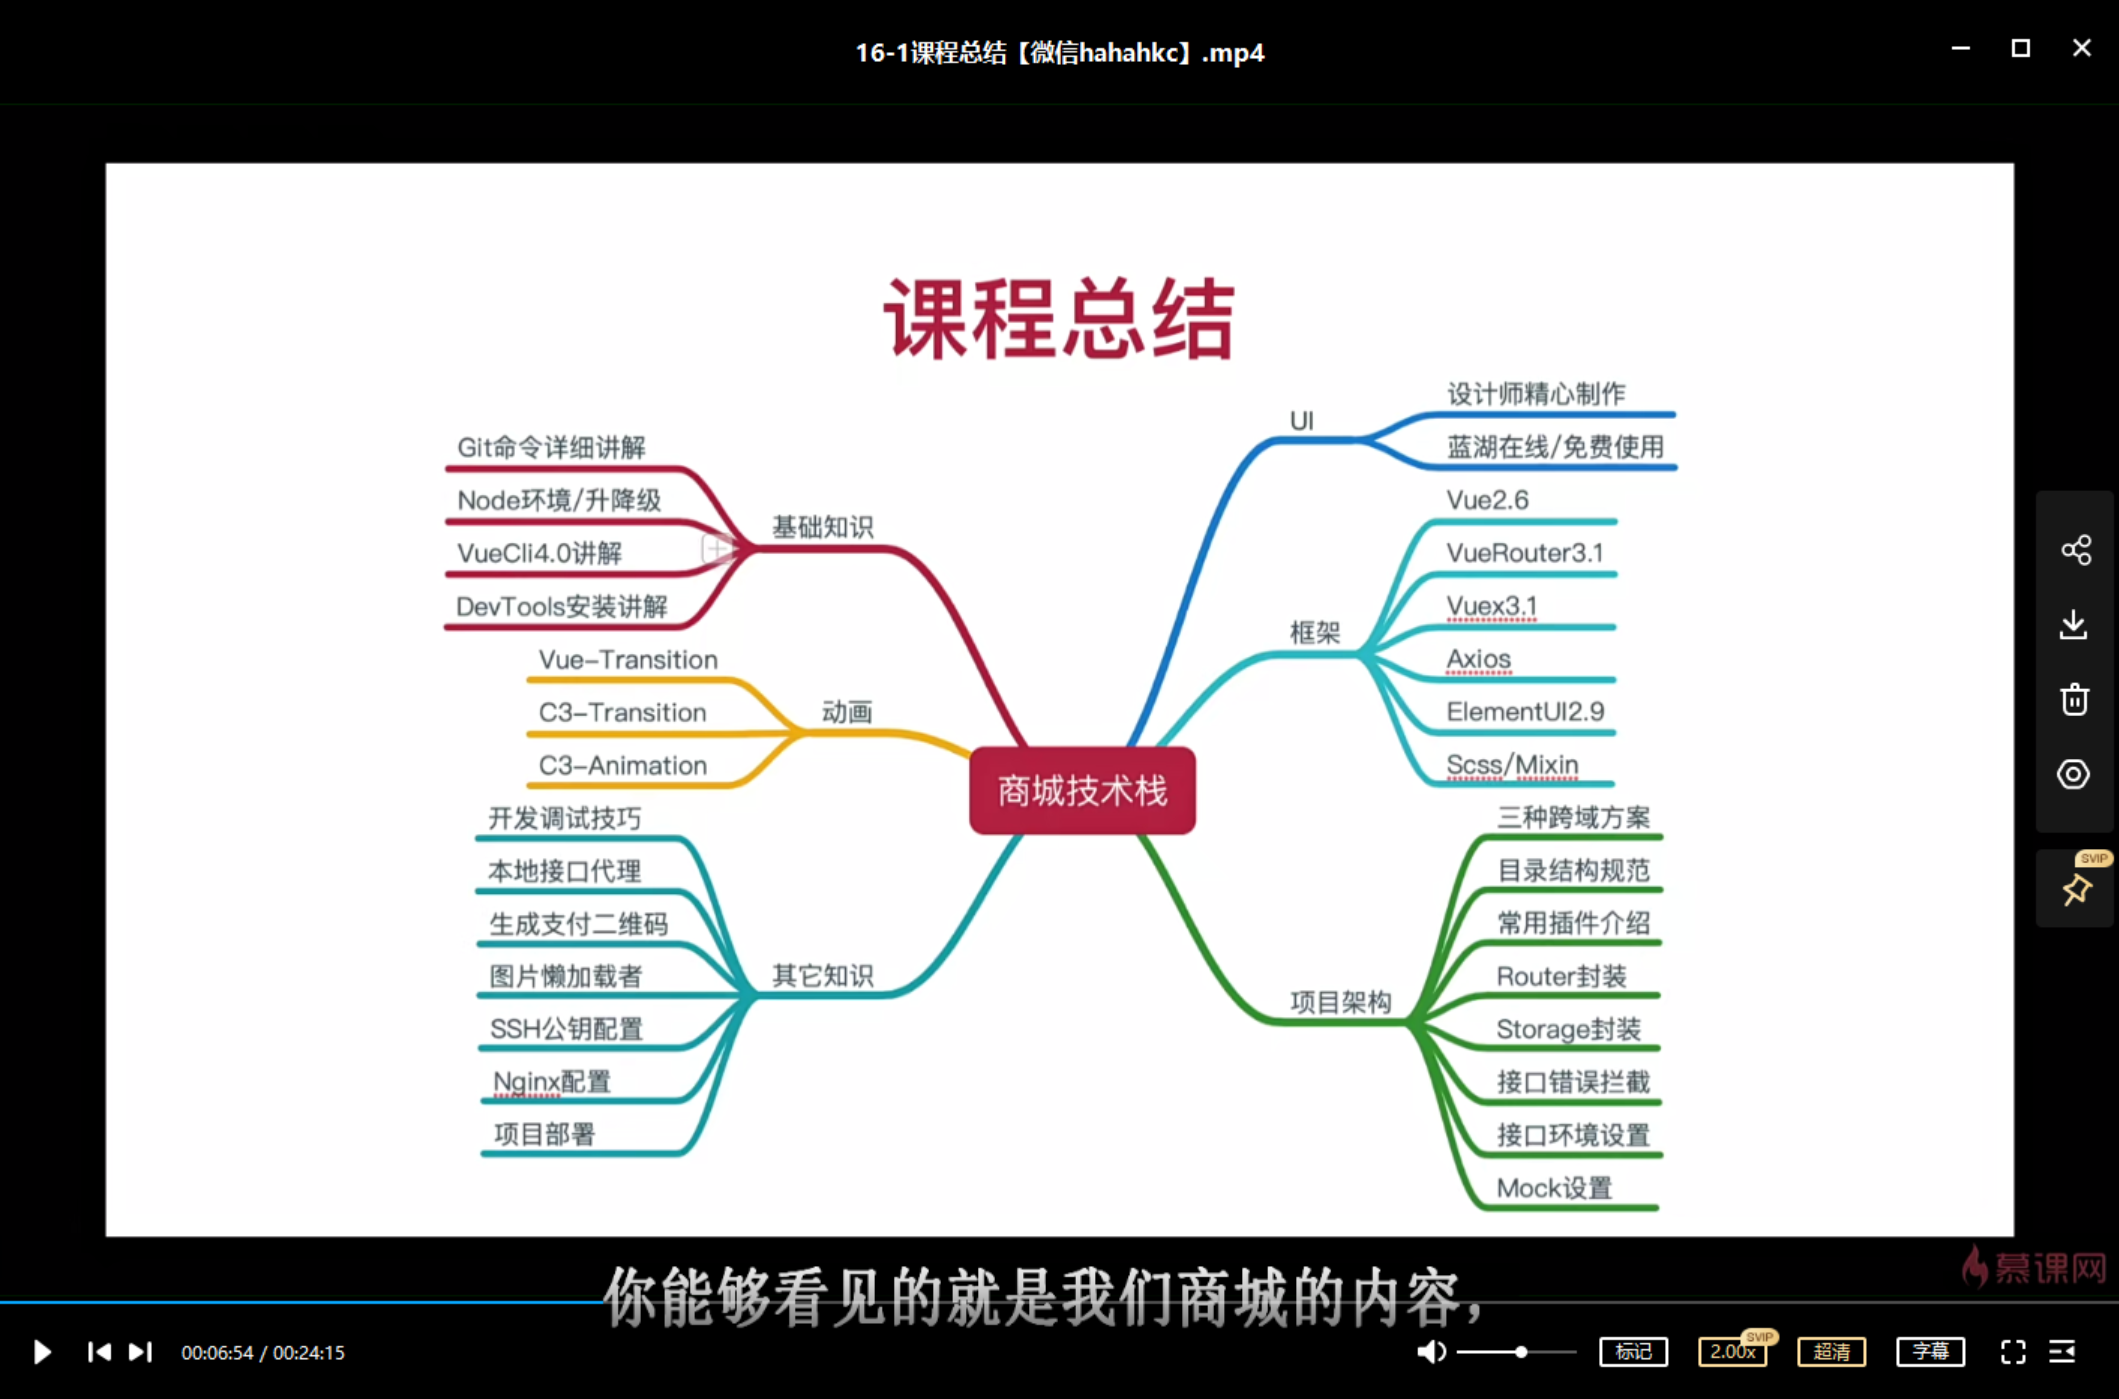 16-1课程总结【微信hahahkc】.mp4
课程总结
商城技术栈
基础知识
Git命令详细讲解
Node环境/升降级
VueCli4.0讲解
DevTools安装讲解
动画
Vue-Transition
C3-Transition
C3-Animation
其它知识
开发调试技巧
本地接口代理
生成支付二维码
图片懒加载者
SSH公钥配置
Nginx配置
项目部署
UI
设计师精心制作
蓝湖在线/免费使用
框架
Vue2.6
VueRouter3.1
Vuex3.1
Axios
ElementUI2.9
Scss/Mixin
项目架构
三种跨域方案
目录结构规范
常用插件介绍
Router封装
Storage封装
接口错误拦截
接口环境设置
Mock设置
SVIP
慕课网
你能够看见的就是我们商城的内容,
00:06:54 / 00:24:15
标记
2.00x
SVIP
超清
字幕